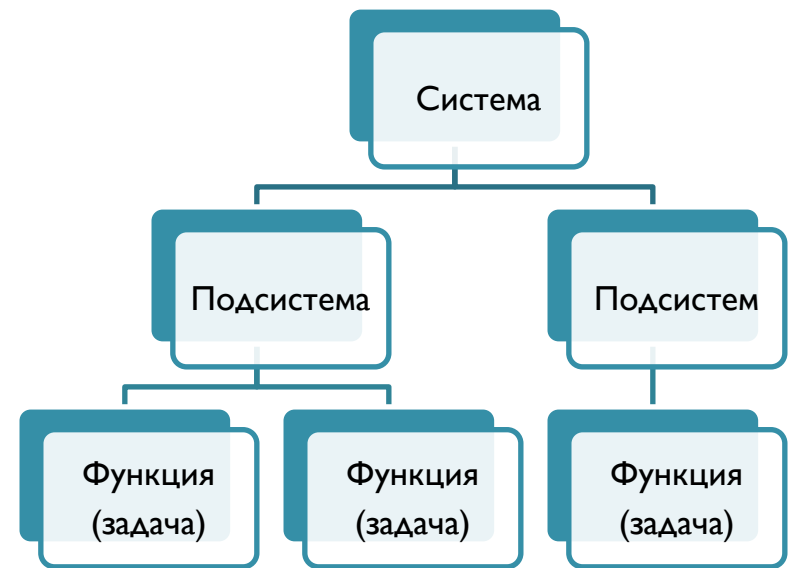 Система
Подсистема
Подсистем
Функция
(задача)
Функция
(задача)
Функция
(задача)